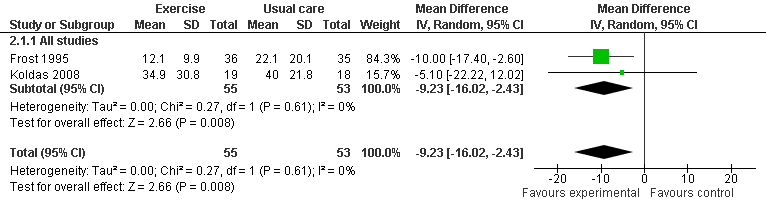 Exercise Usual care Mean Difference Mean Difference
Study or Subgroup Mean SD Total Mean SD Total Weight IV, Random, 95% CI IV, Random, 95% CI
2.1.1 All studies
Frost 1995 12.1 9.9 36 22.1 20.1 35 84.3% -10.00 [-17.40, -2.60]
Koldas 2008 34.9 30.8 19 40 21.8 18 15.7% -5.10 [-22.22, 12.02]
Subtotal (95% CI) 55 53 100.0% -9.23 [-16.02, -2.43]
Heterogeneity: Tau² = 0.00; Chi² = 0.27, df = 1 (P = 0.61); I² = 0%
Test for overall effect: Z = 2.66 (P = 0.008)
Total (95% CI) 55 53 100.0% -9.23 [-16.02, -2.43]
Heterogeneity: Tau² = 0.00; Chi² = 0.27, df = 1 (P = 0.61); I² = 0%
Test for overall effect: Z = 2.66 (P = 0.008)
-20 -10 0 10 20
Favours experimental Favours control